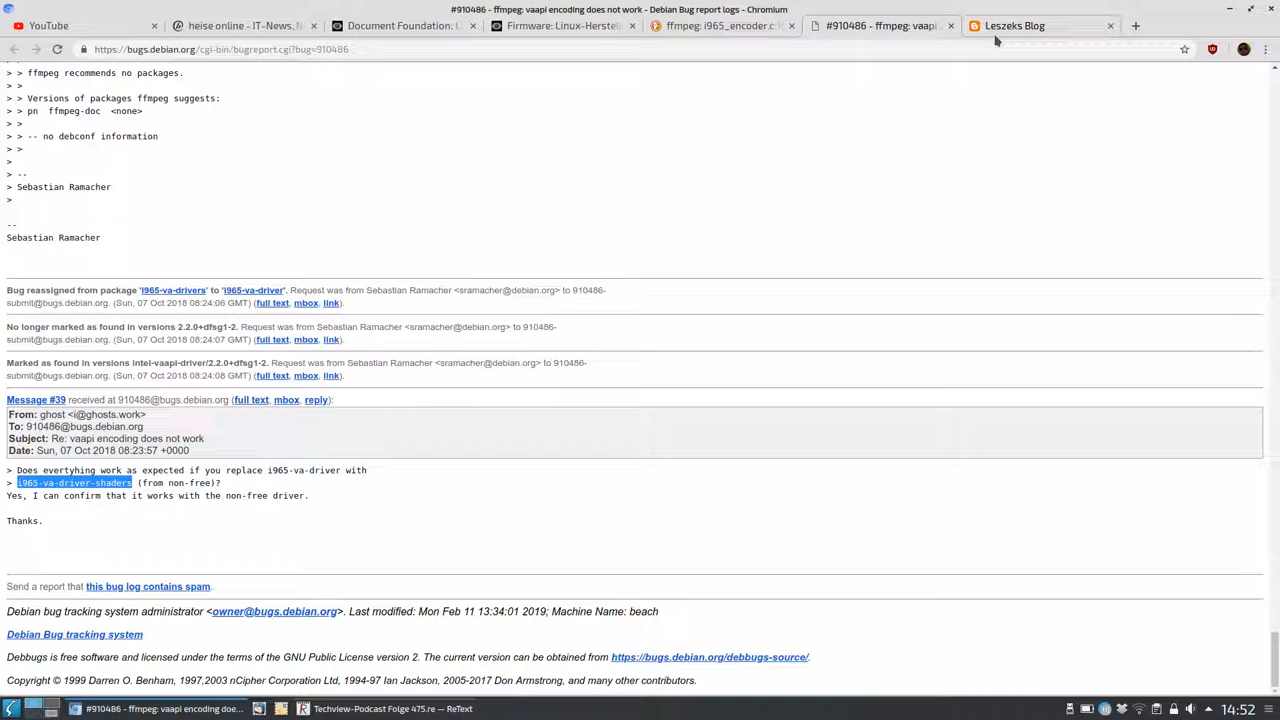 #910486 - ffmpeg: vaapi encoding does not work - Debian Bug report logs - Chromium
YouTube
heise online - IT-News, N
Document Foundation: L
Firmware: Linux-Herstel
ffmpeg: i965_encoder.c:1
#910486 - ffmpeg: vaapi
Leszeks Blog
https://bugs.debian.org/cgi-bin/bugreport.cgi?bug=910486
> > ffmpeg recommends no packages.
> >
> > Versions of packages ffmpeg suggests:
> > pn  ffmpeg-doc  <none>
> >
> > -- no debconf information
> >
>
> --
> Sebastian Ramacher
>
--
Sebastian Ramacher
Bug reassigned from package 'i965-va-drivers' to 'i965-va-driver'. Request was from Sebastian Ramacher <sramacher@debian.org> to 910486-
submit@bugs.debian.org. (Sun, 07 Oct 2018 08:24:06 GMT) (full text, mbox, link).
No longer marked as found in versions 2.2.0+dfsg1-2. Request was from Sebastian Ramacher <sramacher@debian.org> to 910486-
submit@bugs.debian.org. (Sun, 07 Oct 2018 08:24:07 GMT) (full text, mbox, link).
Marked as found in versions intel-vaapi-driver/2.2.0+dfsg1-2. Request was from Sebastian Ramacher <sramacher@debian.org> to 910486-
submit@bugs.debian.org. (Sun, 07 Oct 2018 08:24:08 GMT) (full text, mbox, link).
Message #39 received at 910486@bugs.debian.org (full text, mbox, reply):
From: ghost <i@ghosts.work>
To: 910486@bugs.debian.org
Subject: Re: vaapi encoding does not work
Date: Sun, 07 Oct 2018 08:23:57 +0000
> Does evertyhing work as expected if you replace i965-va-driver with
> i965-va-driver-shaders (from non-free)?
Yes, I can confirm that it works with the non-free driver.
Thanks.
Send a report that this bug log contains spam.
Debian bug tracking system administrator <owner@bugs.debian.org>. Last modified: Mon Feb 11 13:34:01 2019; Machine Name: beach
Debian Bug tracking system
Debbugs is free software and licensed under the terms of the GNU Public License version 2. The current version can be obtained from https://bugs.debian.org/debbugs-source/.
Copyright © 1999 Darren O. Benham, 1997,2003 nCipher Corporation Ltd, 1994-97 Ian Jackson, 2005-2017 Don Armstrong, and many other contributors.
#910486 - ffmpeg: vaapi encoding doe...
Techview-Podcast Folge 475.re — ReText
14:52